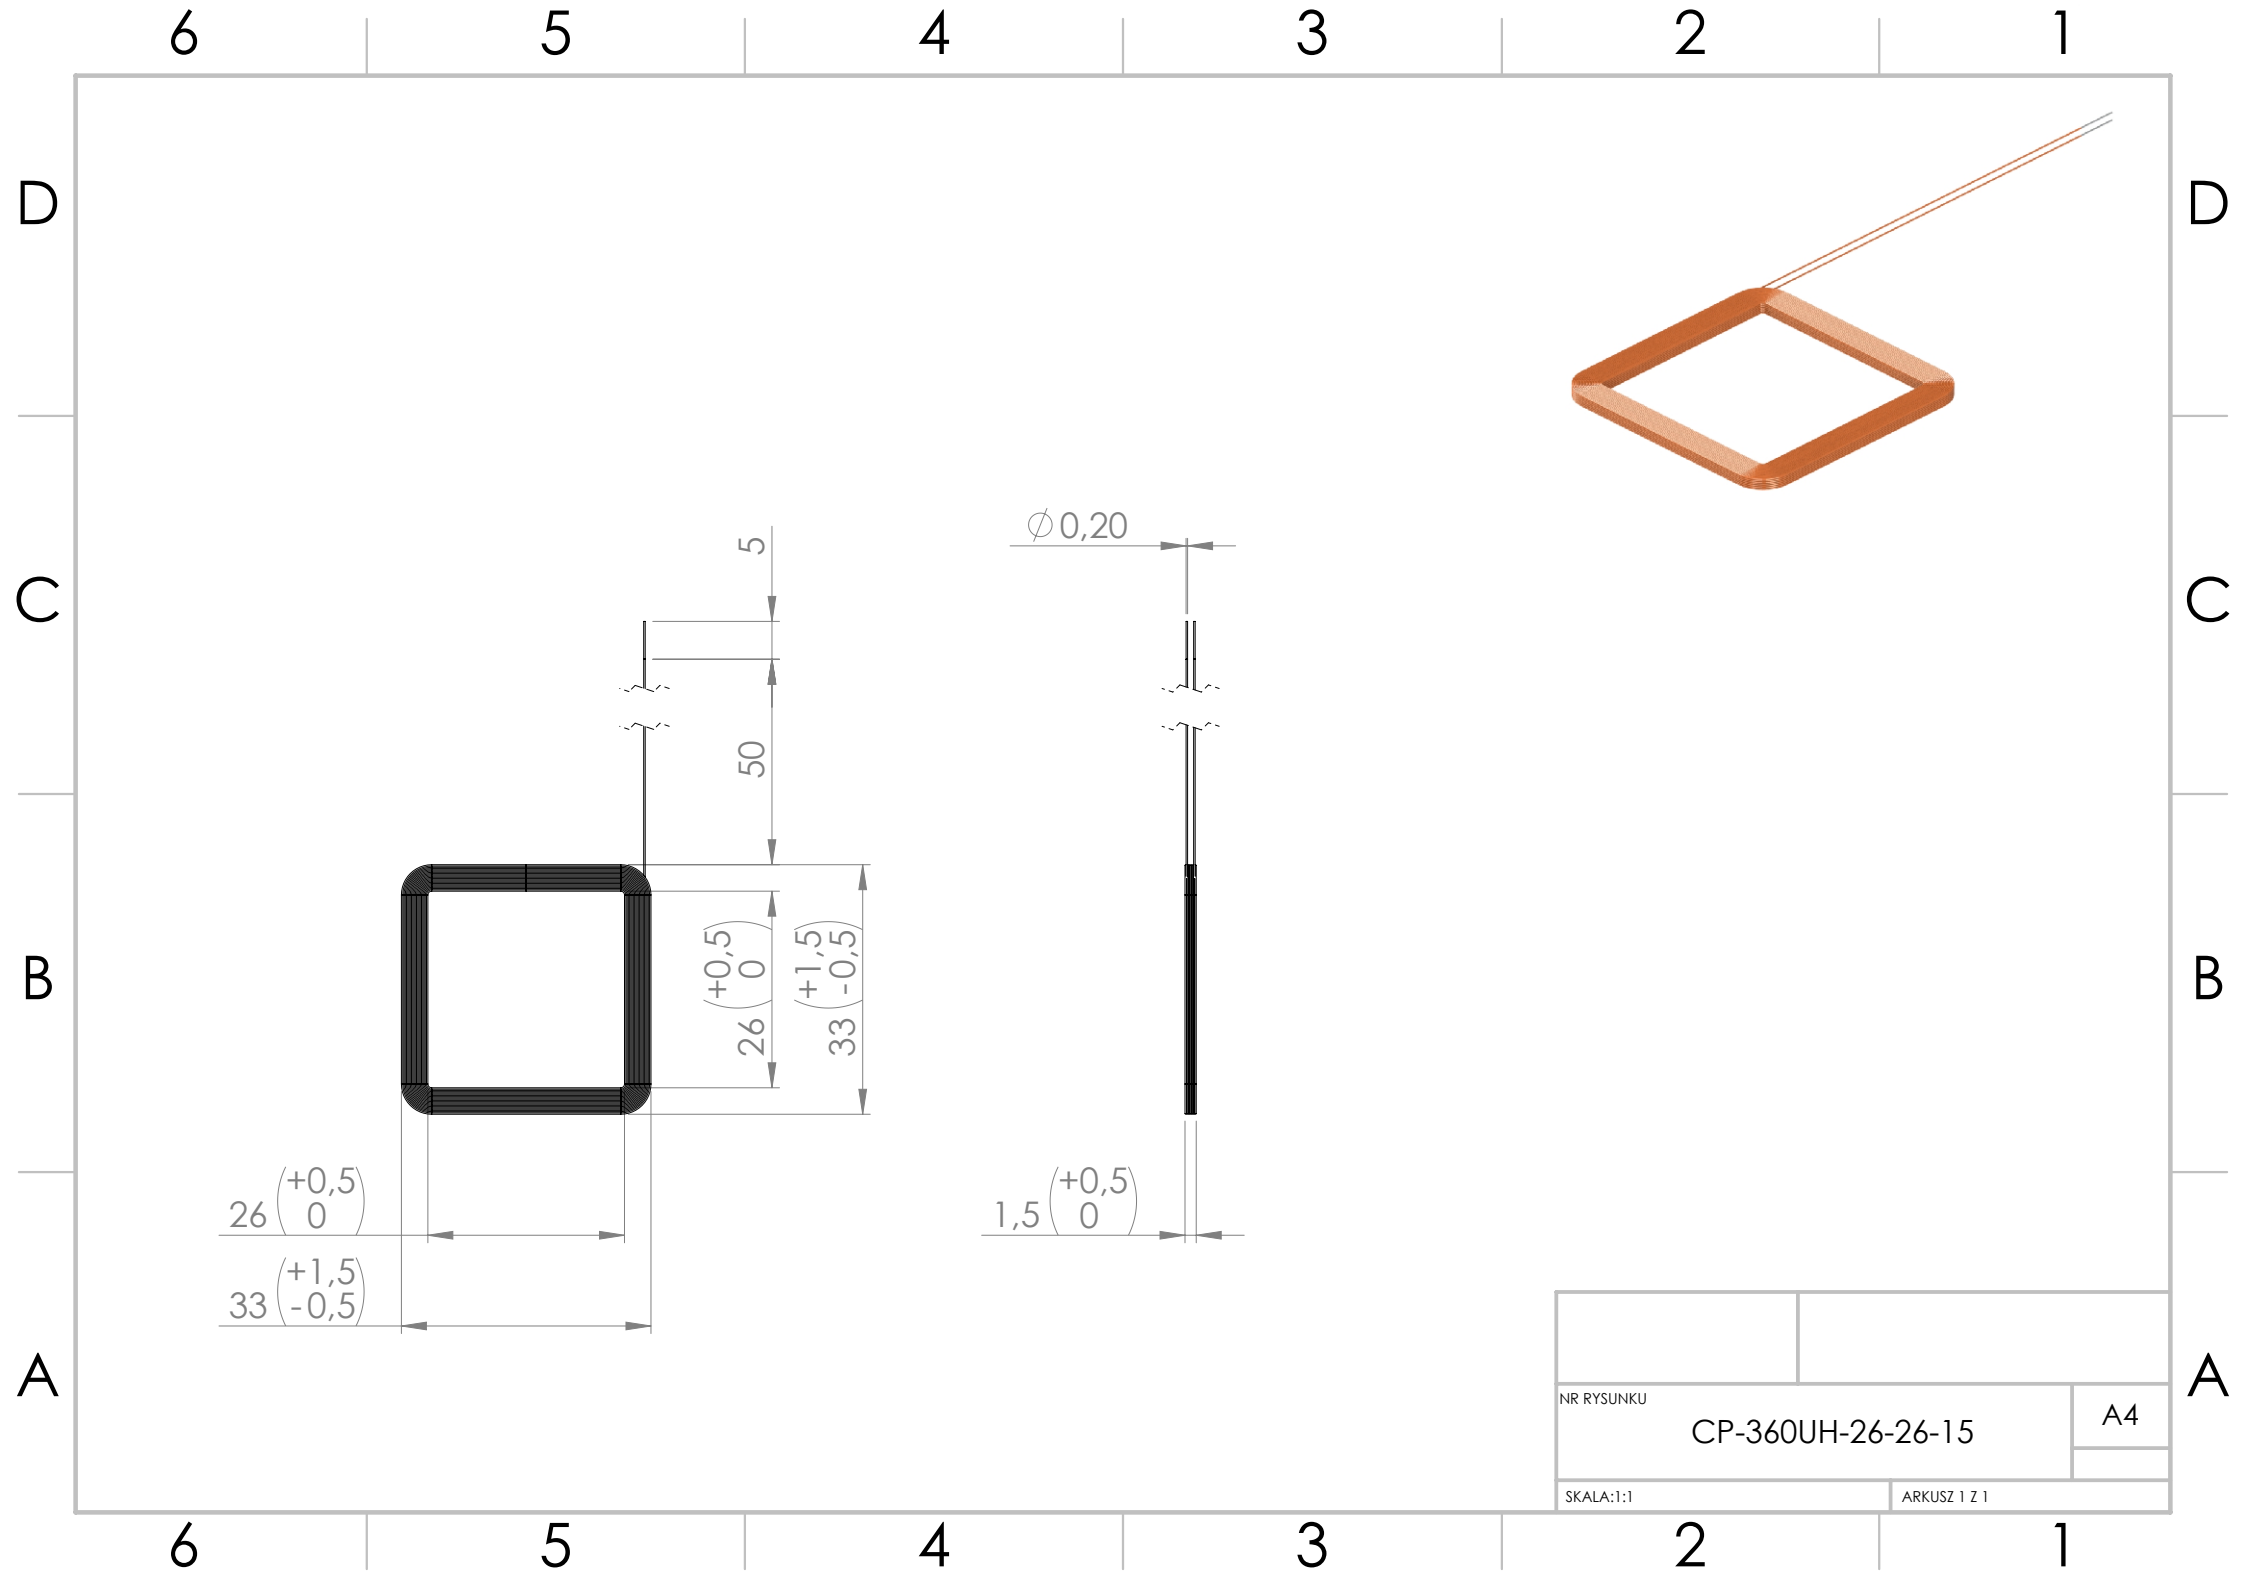 6 5 4 3 2 1
D D
C C
B B
A A
⌀0,20
5
50
26 (+0,5 0)
33 (+1,5 -0,5)
26 (+0,5 0)
33 (+1,5 -0,5)
1,5 (+0,5 0)
NR RYSUNKU
CP-360UH-26-26-15
A4
SKALA:1:1
ARKUSZ 1 Z 1
6 5 4 3 2 1